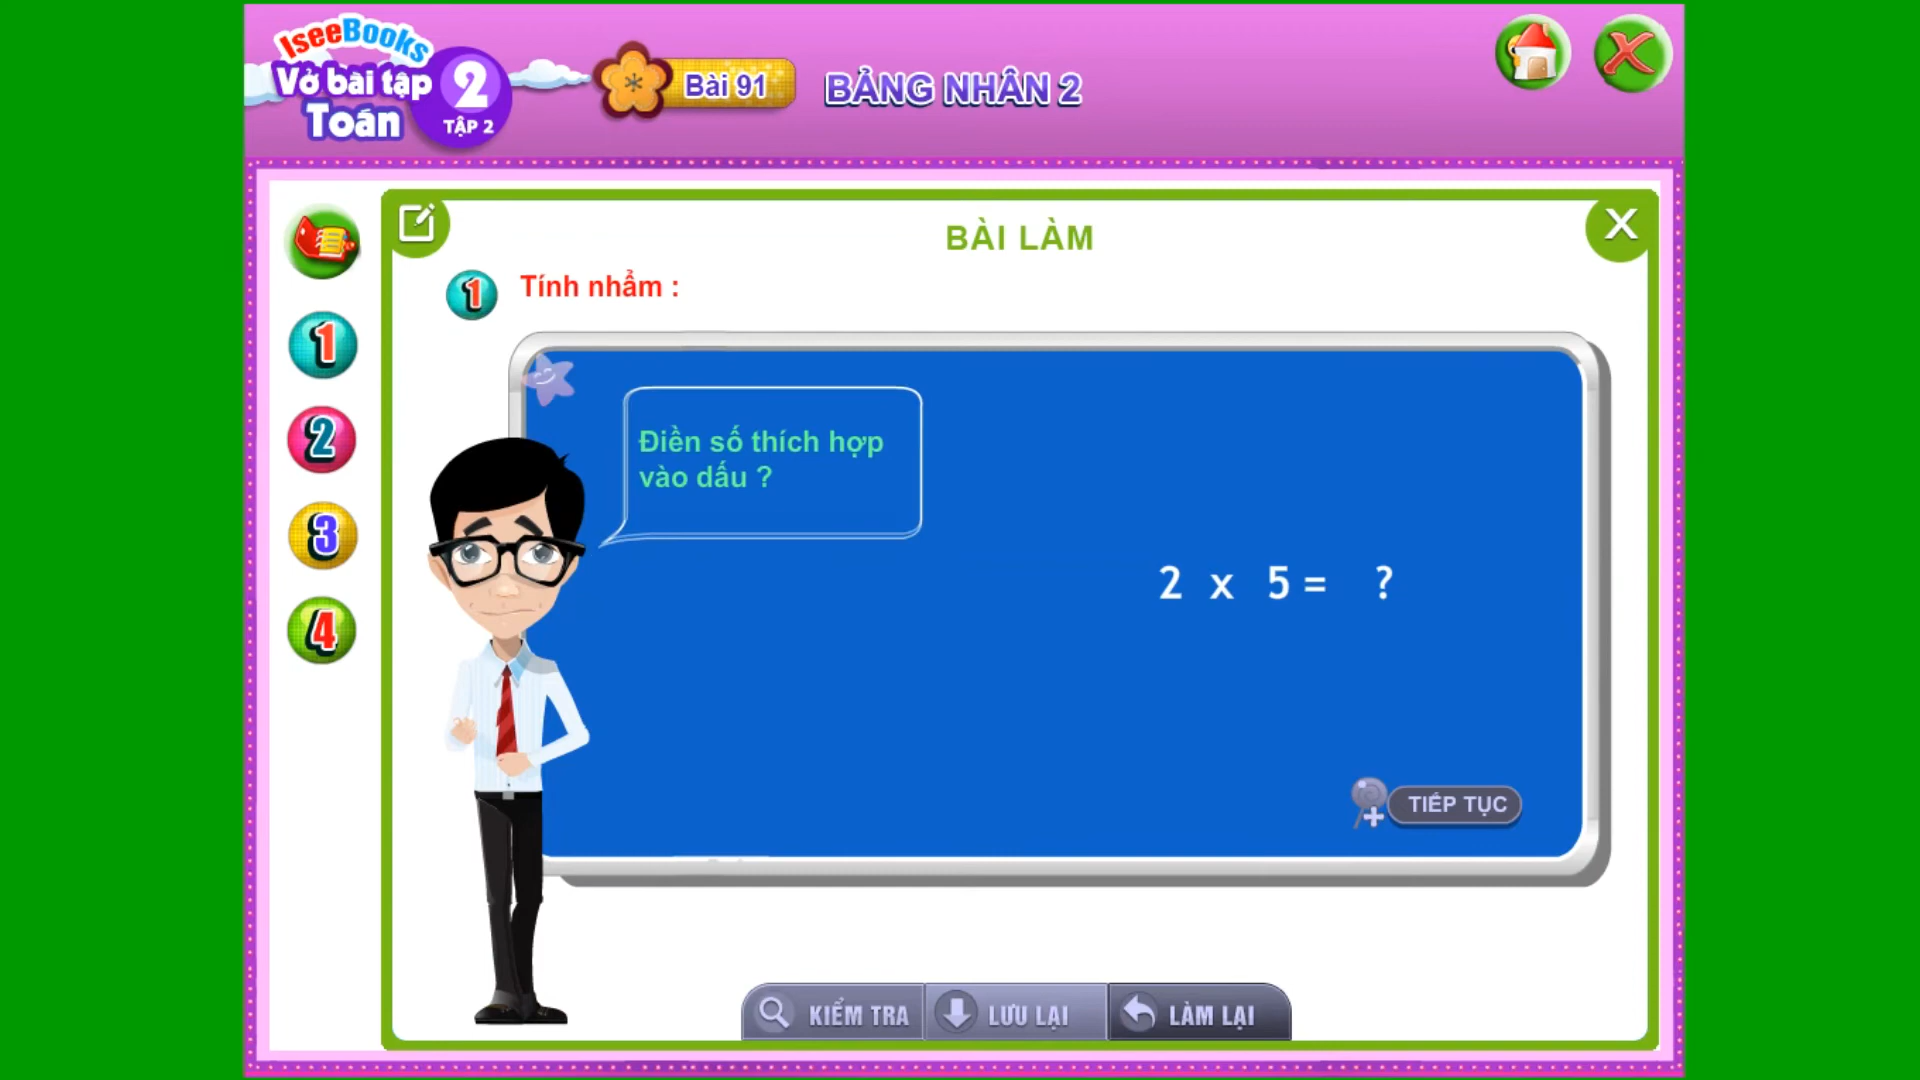 IseeBooks
Vở bài tập
Toán
2
TẬP 2
Bài 91
BẢNG NHÂN 2
BÀI LÀM
1
Tính nhẩm :
1
2
3
4
Điền số thích hợp
vào dấu ?
2 x 5 = ?
TIẾP TỤC
KIỂM TRA
LƯU LẠI
LÀM LẠI